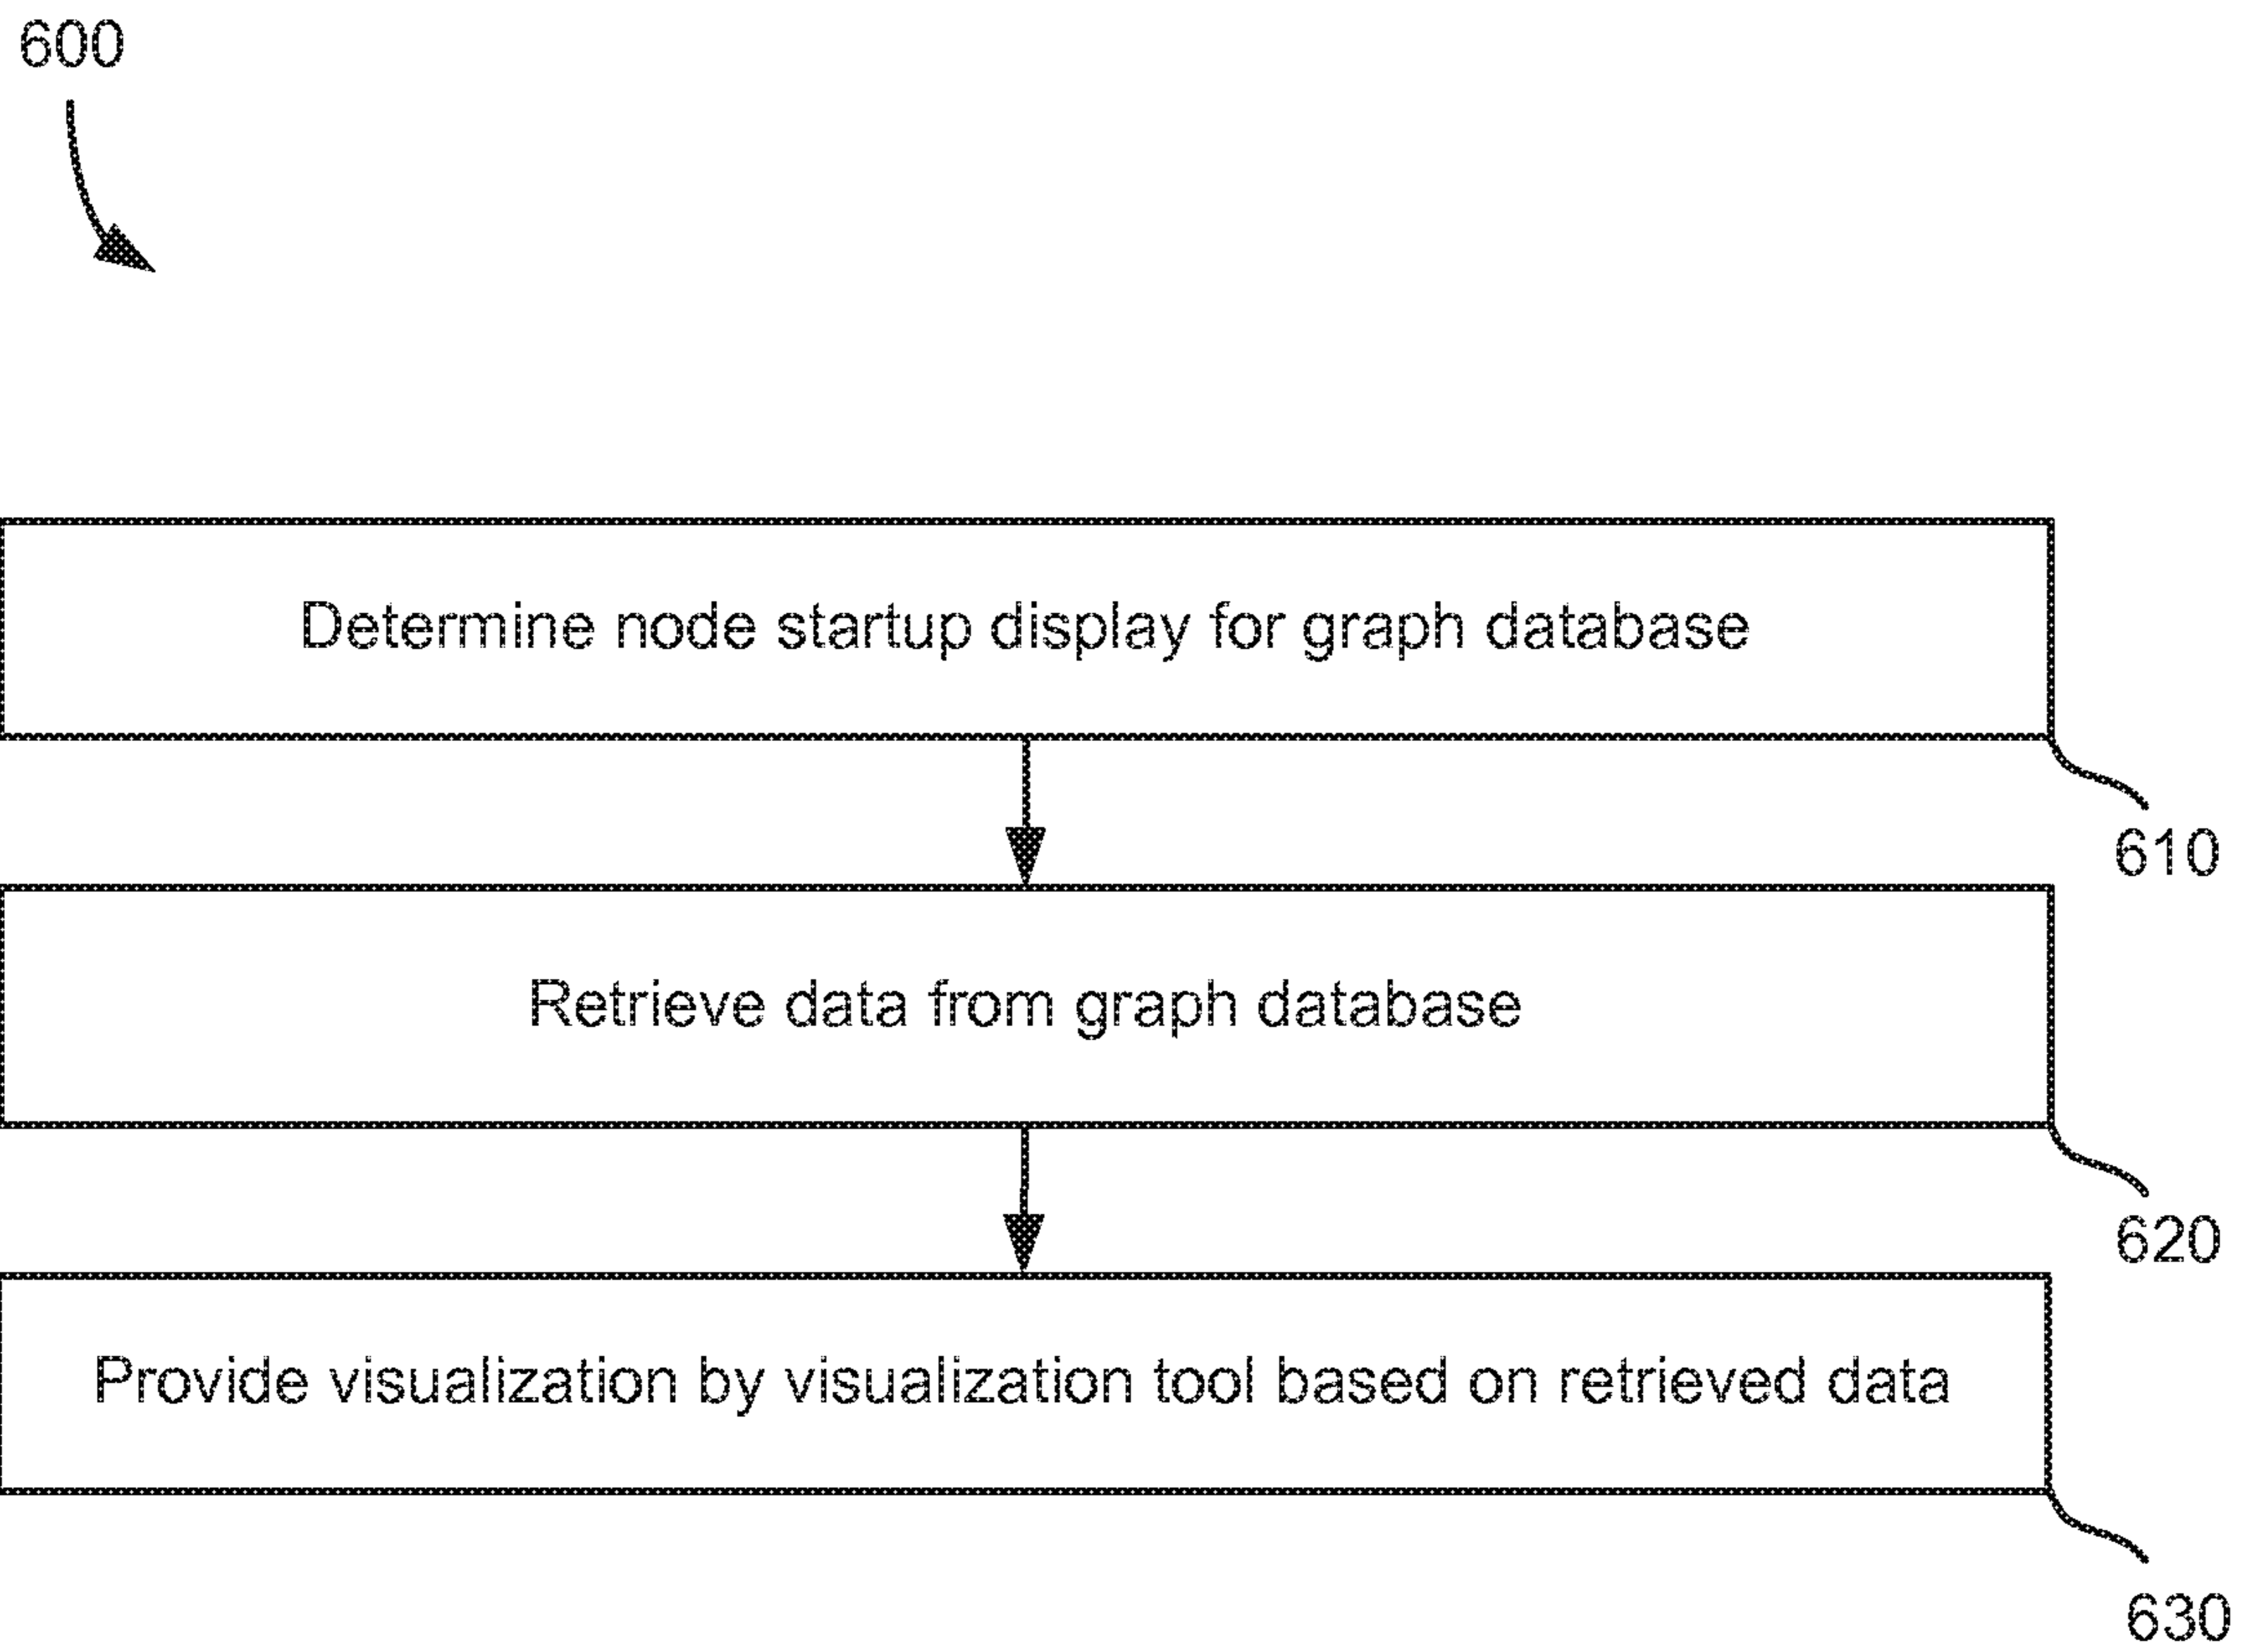 600
Determine node startup display for graph database
610
Retrieve data from graph database
620
Provide visualization by visualization tool based on retrieved data
630